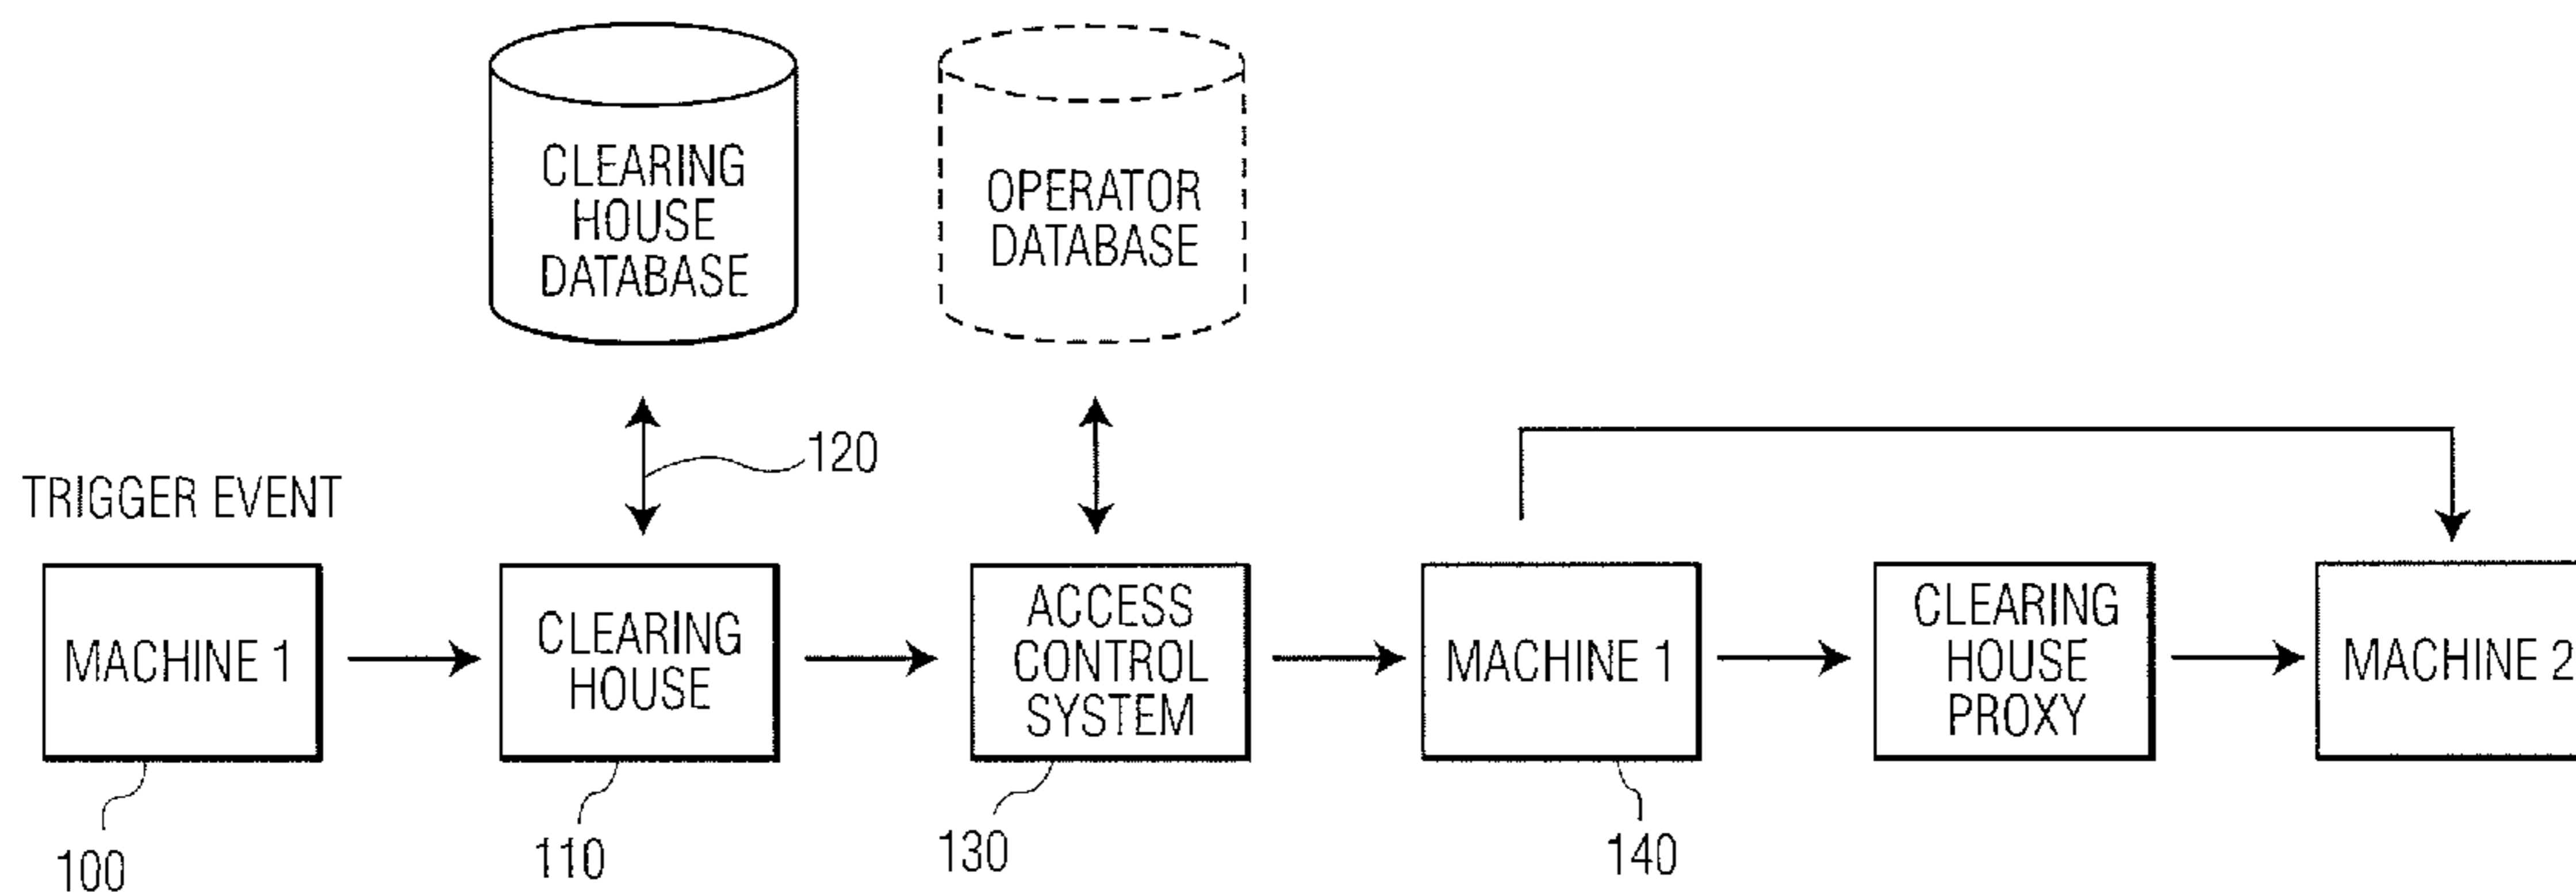 CLEARING
HOUSE
DATABASE
OPERATOR
DATABASE
120
TRIGGER EVENT
MACHINE 1
CLEARING
HOUSE
ACCESS
CONTROL
SYSTEM
MACHINE 1
CLEARING
HOUSE
PROXY
MACHINE 2
100
110
130
140